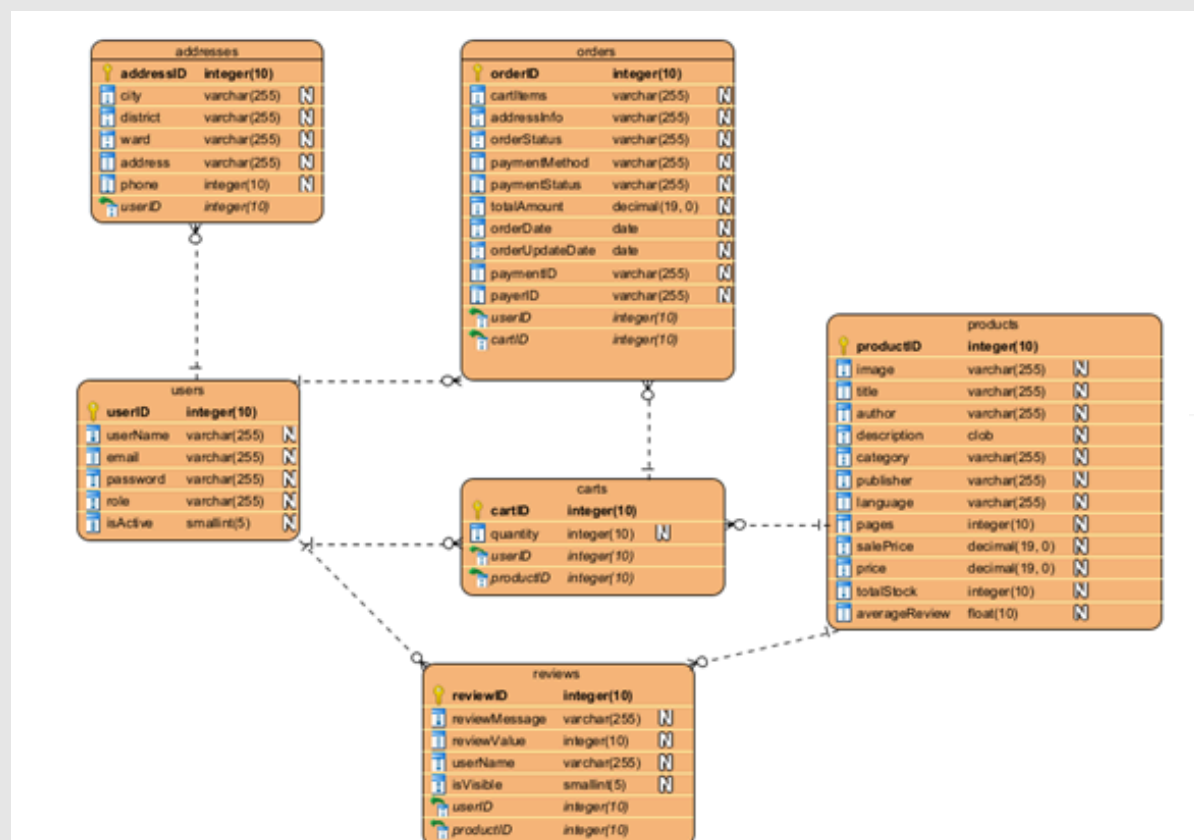 addresses
addressID integer(10)
city varchar(255) N
district varchar(255) N
ward varchar(255) N
address varchar(255) N
phone integer(10) N
userID integer(10)
orders
orderID integer(10)
cartItems varchar(255) N
addressInfo varchar(255) N
orderStatus varchar(255) N
paymentMethod varchar(255) N
paymentStatus varchar(255) N
totalAmount decimal(19, 0) N
orderDate date N
orderUpdateDate date N
paymentID varchar(255) N
payerID varchar(255) N
userID integer(10)
cartID integer(10)
products
productID integer(10)
image varchar(255) N
title varchar(255) N
author varchar(255) N
description clob N
category varchar(255) N
publisher varchar(255) N
language varchar(255) N
pages integer(10) N
salePrice decimal(19, 0) N
price decimal(19, 0) N
totalStock integer(10) N
averageReview float(10) N
users
userID integer(10)
userName varchar(255) N
email varchar(255) N
password varchar(255) N
role varchar(255) N
isActive smallint(5) N
carts
cartID integer(10)
quantity integer(10) N
userID integer(10)
productID integer(10)
reviews
reviewID integer(10)
reviewMessage varchar(255) N
reviewValue integer(10) N
userName varchar(255) N
isVisible smallint(5) N
userID integer(10)
productID integer(10)